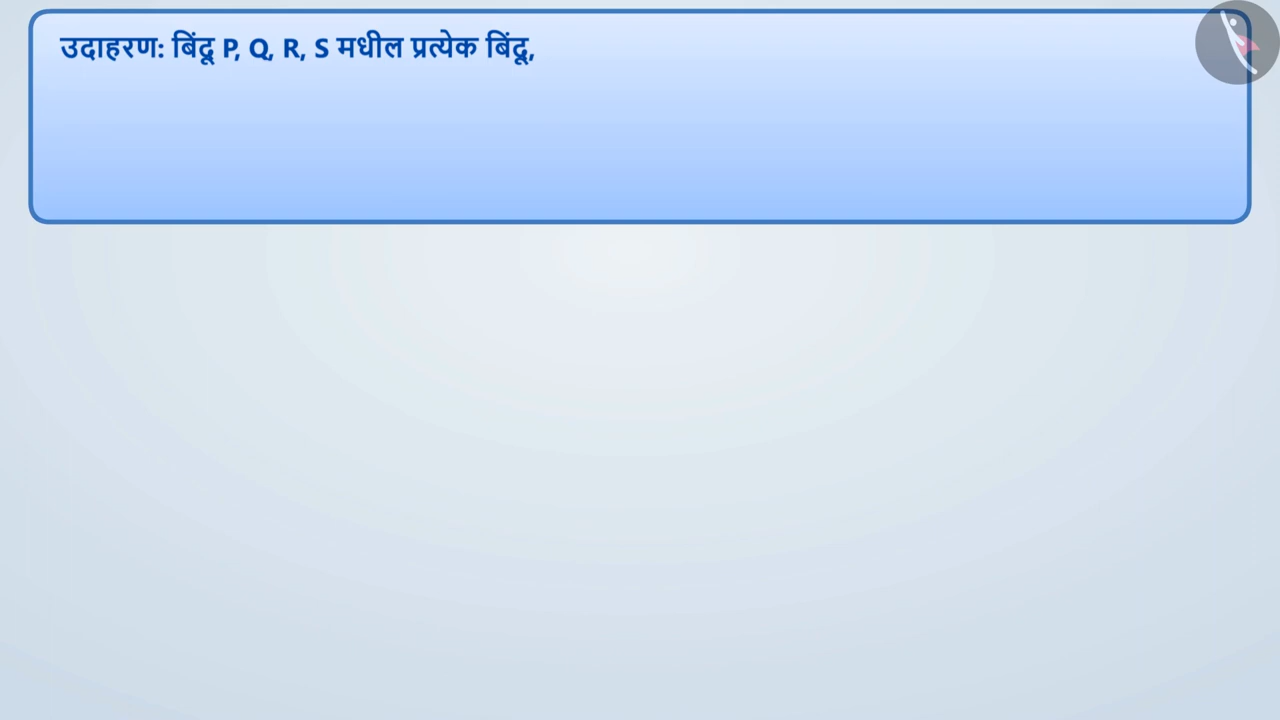 उदाहरण: बिंदू P, Q, R, S मधील प्रत्येक बिंदू,